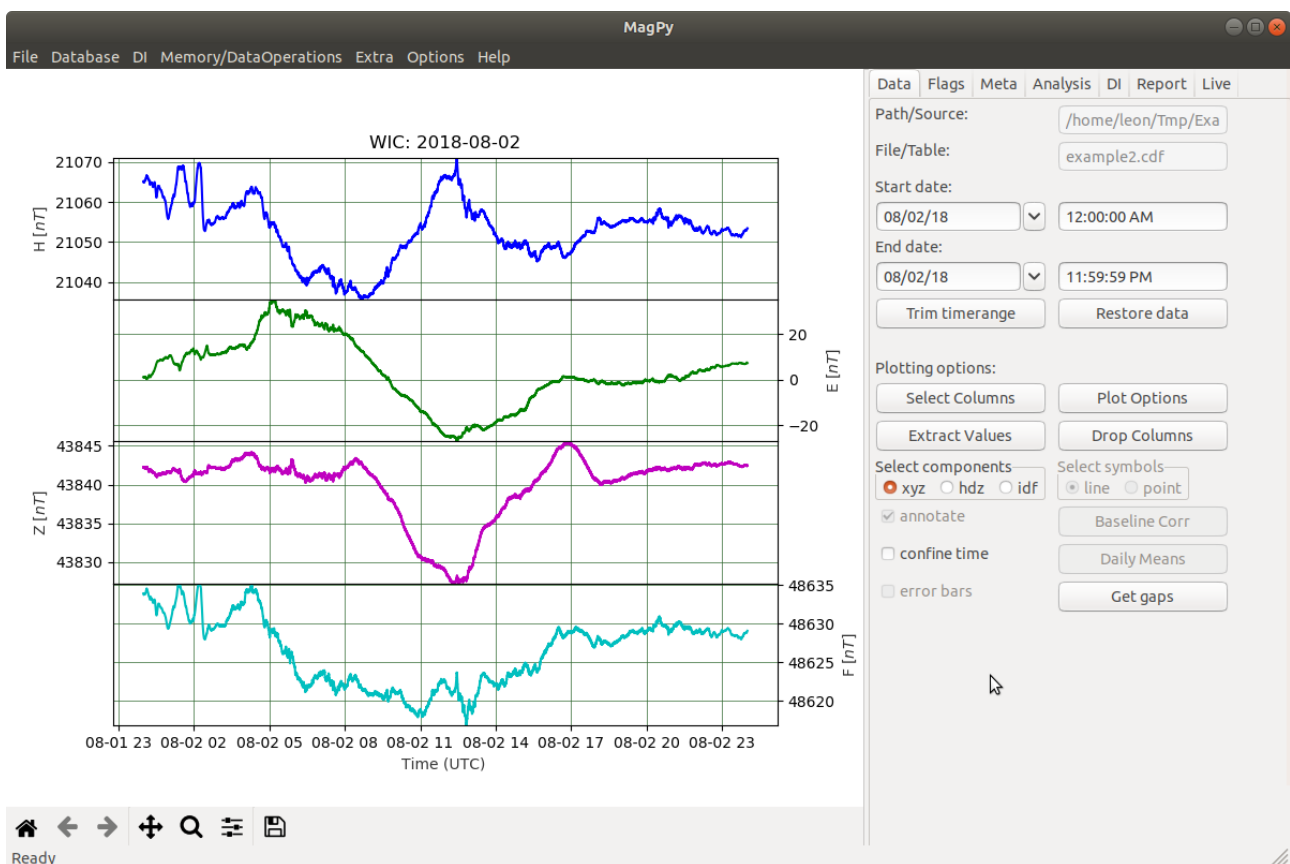 MagPy
File Database DI Memory/DataOperations Extra Options Help
Data Flags Meta Analysis DI Report Live
Path/Source: /home/leon/Tmp/Exa
File/Table: example2.cdf
Start date:
08/02/18 12:00:00 AM
End date:
08/02/18 11:59:59 PM
Trim timerange Restore data
Plotting options:
Select Columns Plot Options
Extract Values Drop Columns
Select components Select symbols
xyz hdz idf line point
annotate Baseline Corr
confine time Daily Means
error bars Get gaps
WIC: 2018-08-02
21070
21060
21050
21040
H [nT]
20
0
−20
E [nT]
43845
43840
43835
43830
Z [nT]
48635
48630
48625
48620
F [nT]
08-01 23 08-02 02 08-02 05 08-02 08 08-02 11 08-02 14 08-02 17 08-02 20 08-02 23
Time (UTC)
Ready